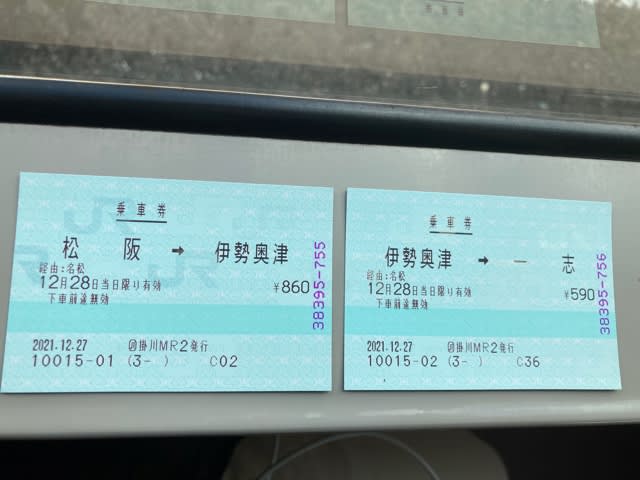 乗車券
松阪 → 伊勢奥津
経由:名松
12月28日当日限り有効
¥860
下車前途無効
2021.12.27 回掛川MR2発行
10015-01 (3- ) C02
38395-755
乗車券
伊勢奥津 → 一志
経由:名松
12月28日当日限り有効
¥590
下車前途無効
2021.12.27 回掛川MR2発行
10015-02 (3- ) C36
38395-756